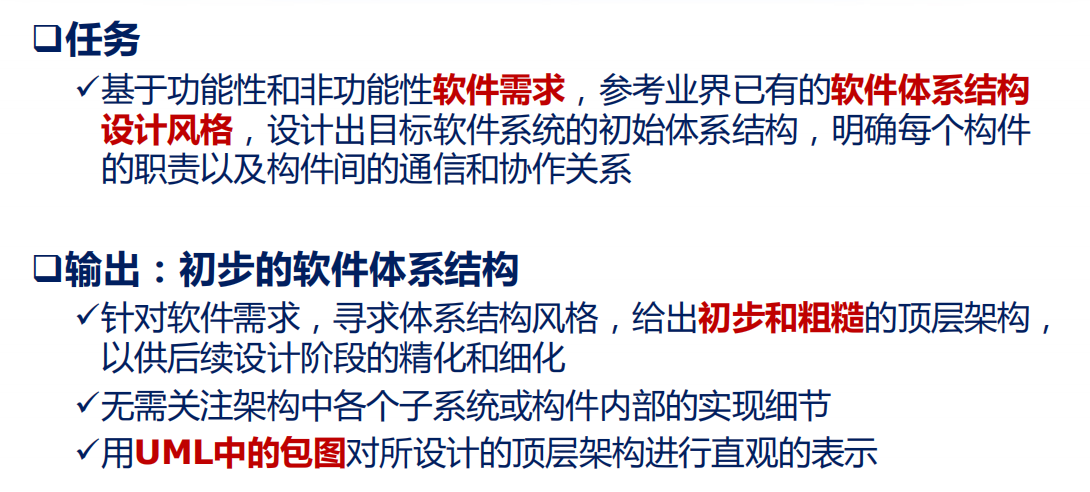 ❑任务
✓基于功能性和非功能性软件需求，参考业界已有的软件体系结构
设计风格，设计出目标软件系统的初始体系结构，明确每个构件
的职责以及构件间的通信和协作关系
❑输出：初步的软件体系结构
✓针对软件需求，寻求体系结构风格，给出初步和粗糙的顶层架构，
以供后续设计阶段的精化和细化
✓无需关注架构中各个子系统或构件内部的实现细节
✓用UML中的包图对所设计的顶层架构进行直观的表示